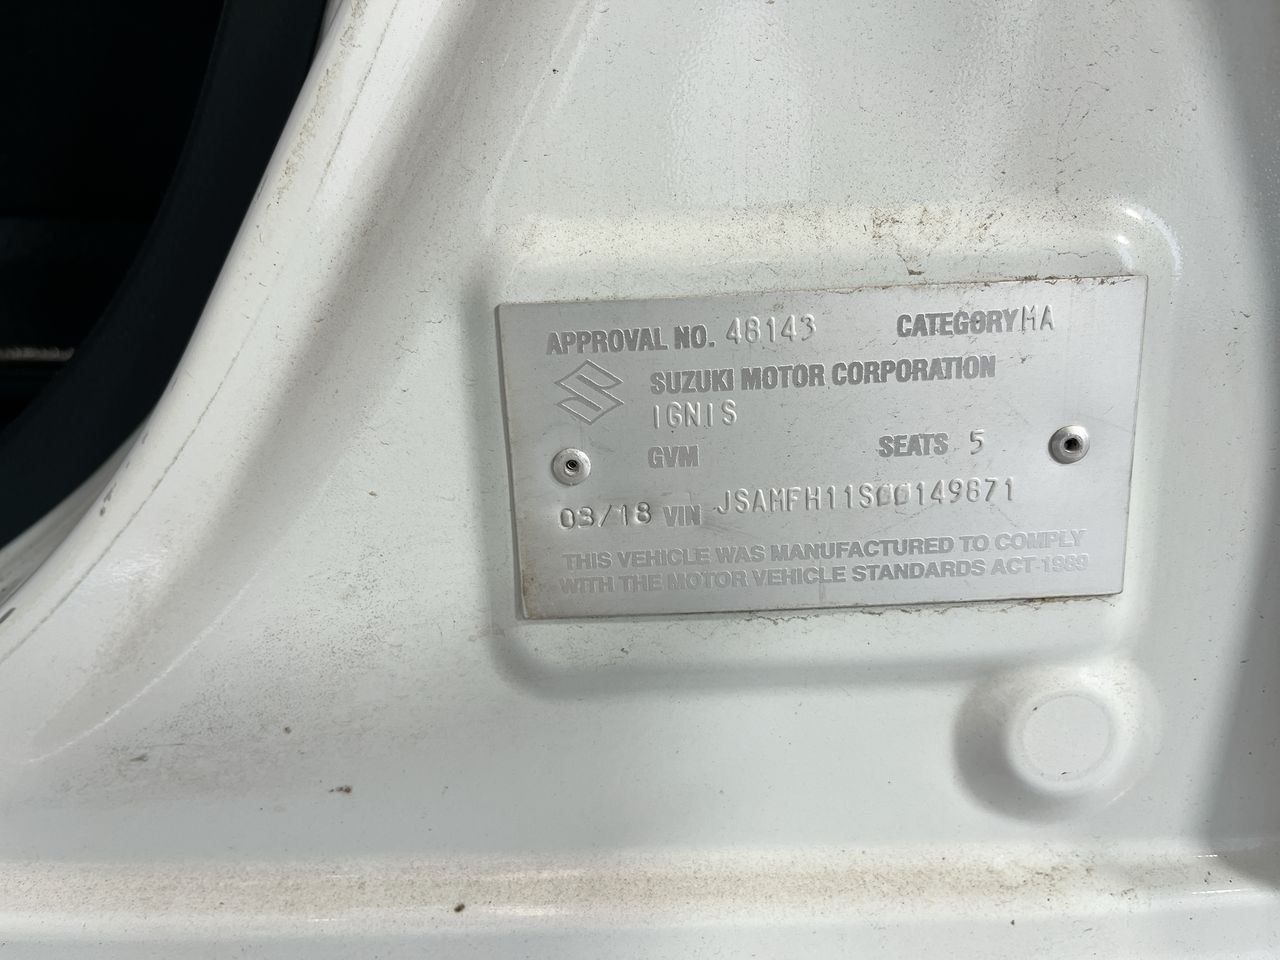 APPROVAL NO. 48143 CATEGORY MA
SUZUKI MOTOR CORPORATION
IGNIS
GVM SEATS 5
03/18 VIN JSAMFH11S00149871
THIS VEHICLE WAS MANUFACTURED TO COMPLY
WITH THE MOTOR VEHICLE STANDARDS ACT 1989